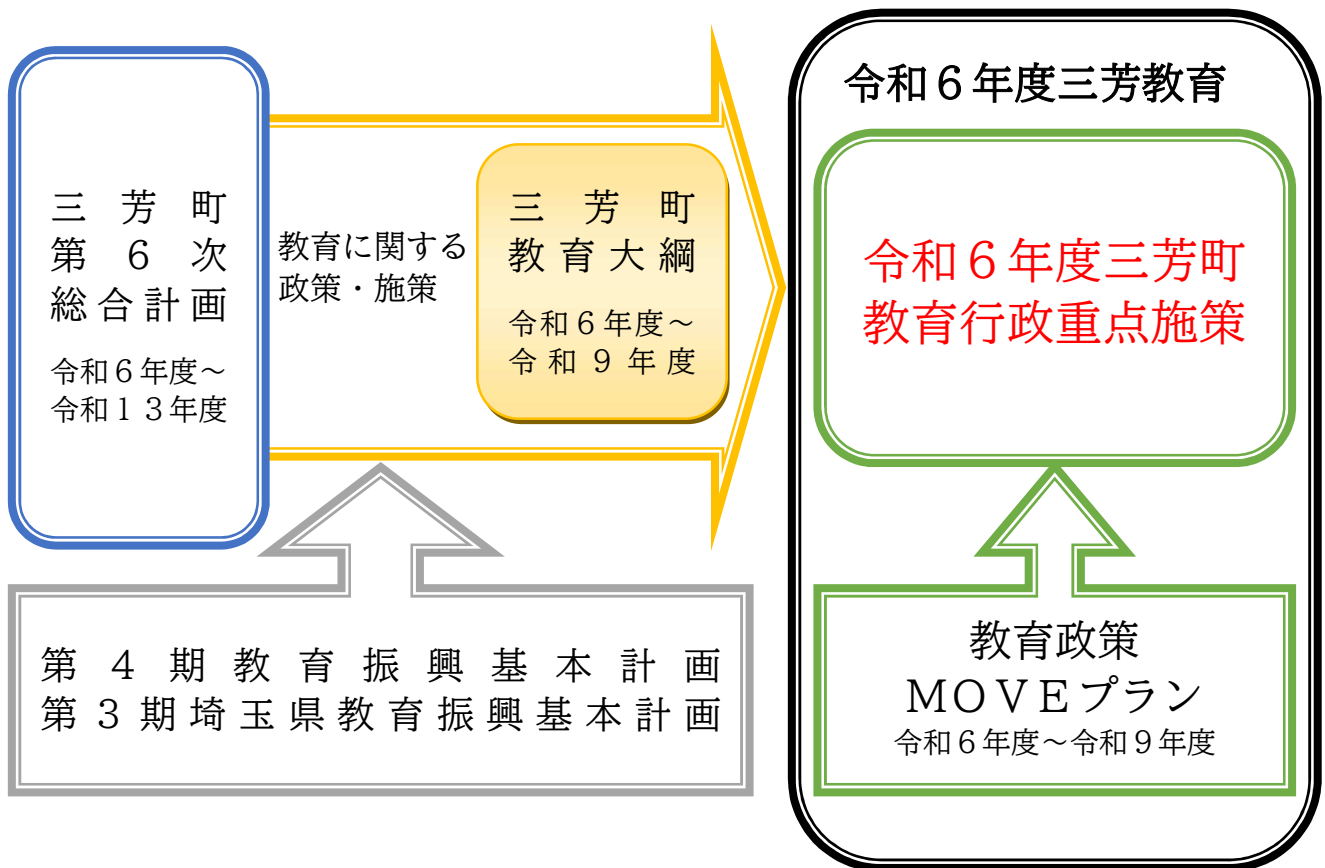 三芳町
第6次
総合計画
令和6年度～
令和13年度
教育に関する
政策・施策
三芳町
教育大綱
令和6年度～
令和9年度
令和6年度三芳教育
令和6年度三芳町
教育行政重点施策
第4期教育振興基本計画
第3期埼玉県教育振興基本計画
教育政策
MOVEプラン
令和6年度～令和9年度